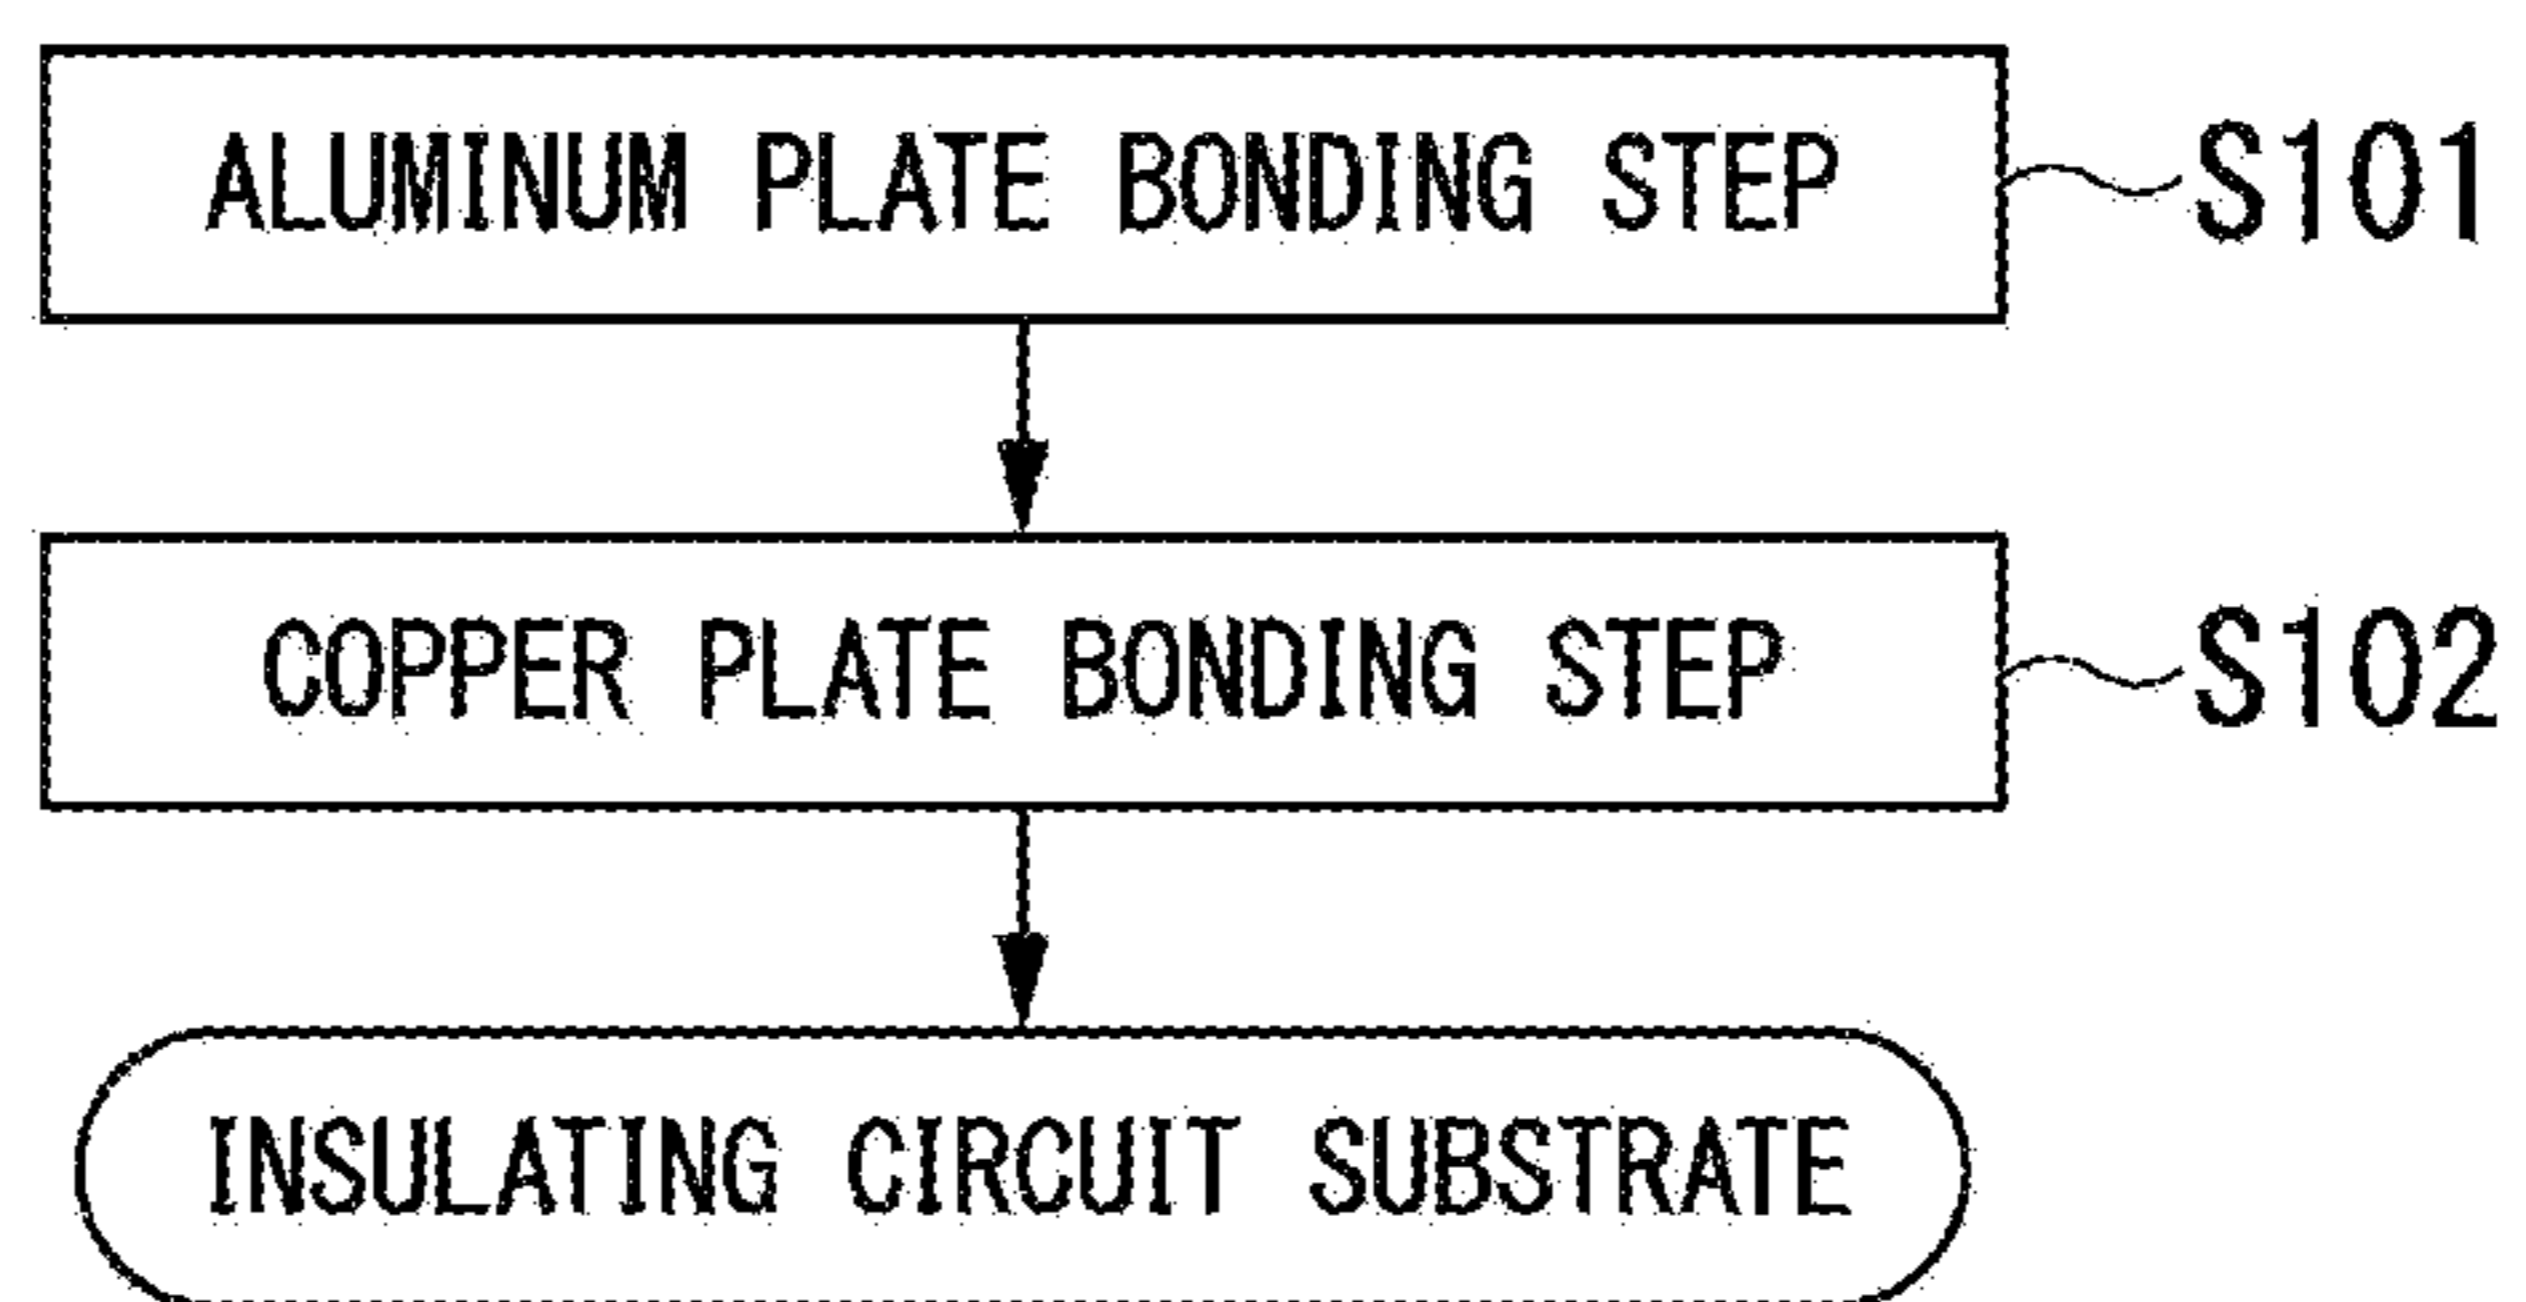 ALUMINUM PLATE BONDING STEP S101
COPPER PLATE BONDING STEP S102
INSULATING CIRCUIT SUBSTRATE